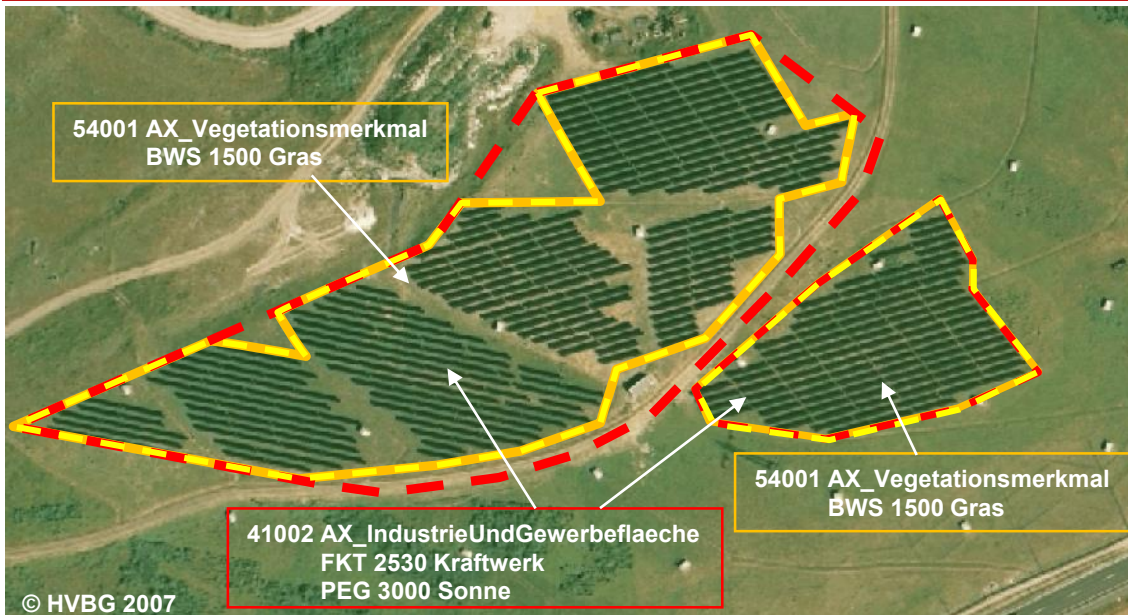 54001 AX_Vegetationsmerkmal
BWS 1500 Gras
54001 AX_Vegetationsmerkmal
BWS 1500 Gras
41002 AX_IndustrieUndGewerbeflaeche
FKT 2530 Kraftwerk
PEG 3000 Sonne
© HVBG 2007